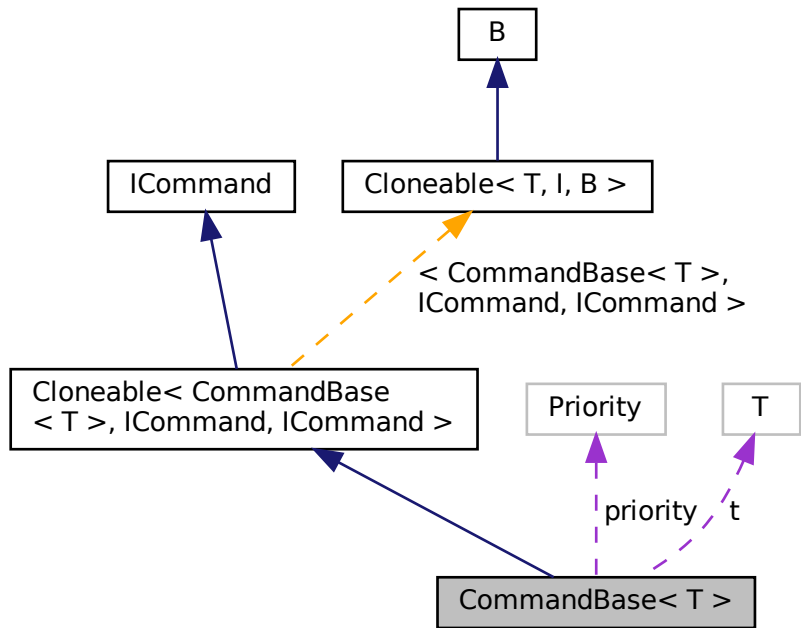 B
ICommand
Cloneable< T, I, B >
< CommandBase< T >,
ICommand, ICommand >
Cloneable< CommandBase
< T >, ICommand, ICommand >
Priority
T
priority
t
CommandBase< T >